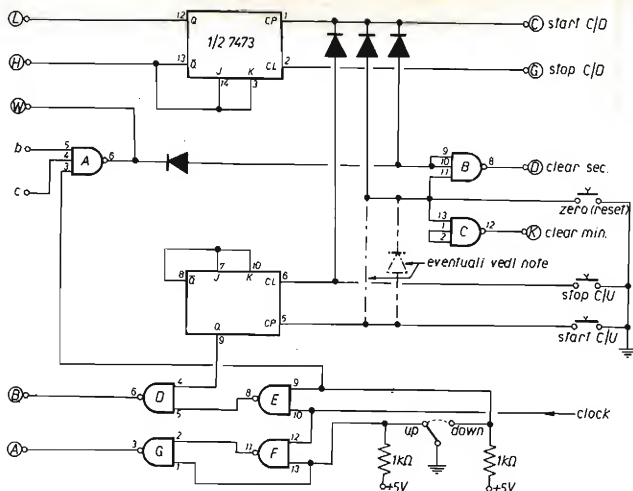 L 12 Q CP 1 C start C/D
1/2 7473
H 13 Q̅ J K CL 2 G stop C/D
14 3
W
b 5 A 6
c 4
3
9 B 8 D clear sec.
10
11
zero (reset)
13 C 12 K clear min.
1
2
eventuali vedi note
8 Q̅ 7 J 10 K CL 6
stop C/U
Q CP 5
start C/U
9
B 6 D 4 8 E 9
5 10
clock
A 3 G 2 11 F 12
1 13
up down
1kΩ 1kΩ
+5V +5V